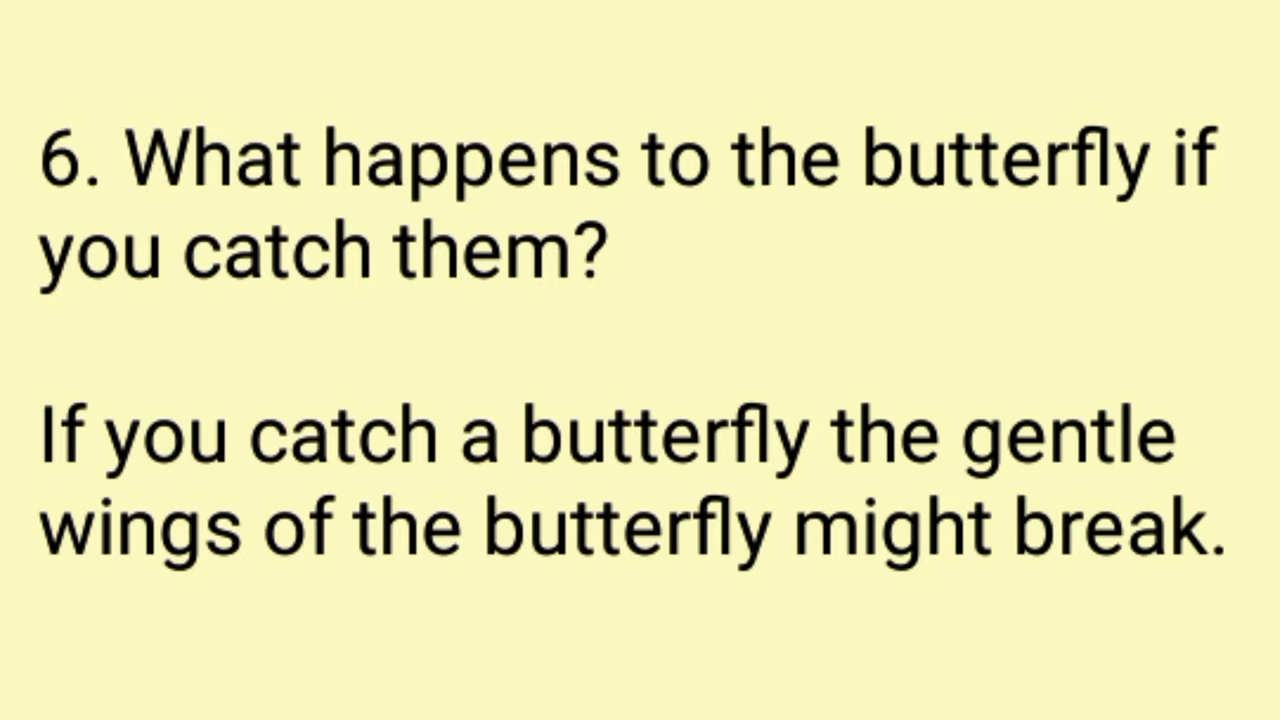 6. What happens to the butterfly if
you catch them?
If you catch a butterfly the gentle
wings of the butterfly might break.